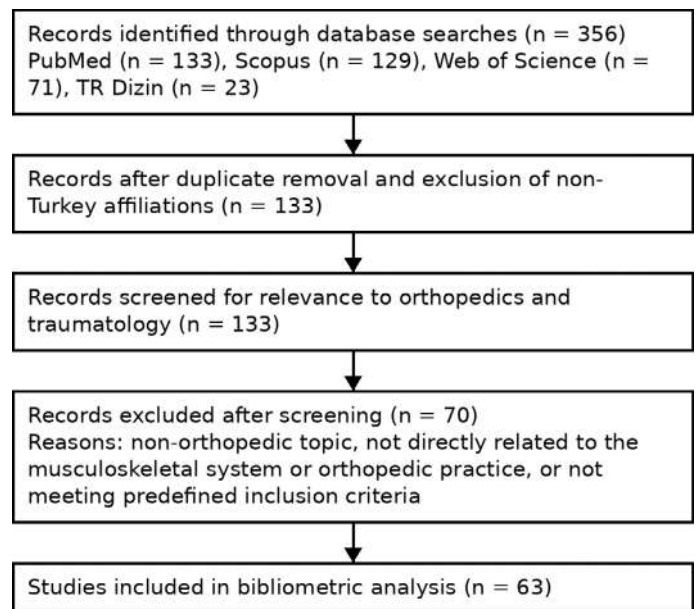 Records identified through database searches (n = 356)
PubMed (n = 133), Scopus (n = 129), Web of Science (n =
71), TR Dizin (n = 23)
Records after duplicate removal and exclusion of non-
Turkey affiliations (n = 133)
Records screened for relevance to orthopedics and
traumatology (n = 133)
Records excluded after screening (n = 70)
Reasons: non-orthopedic topic, not directly related to the
musculoskeletal system or orthopedic practice, or not
meeting predefined inclusion criteria
Studies included in bibliometric analysis (n = 63)